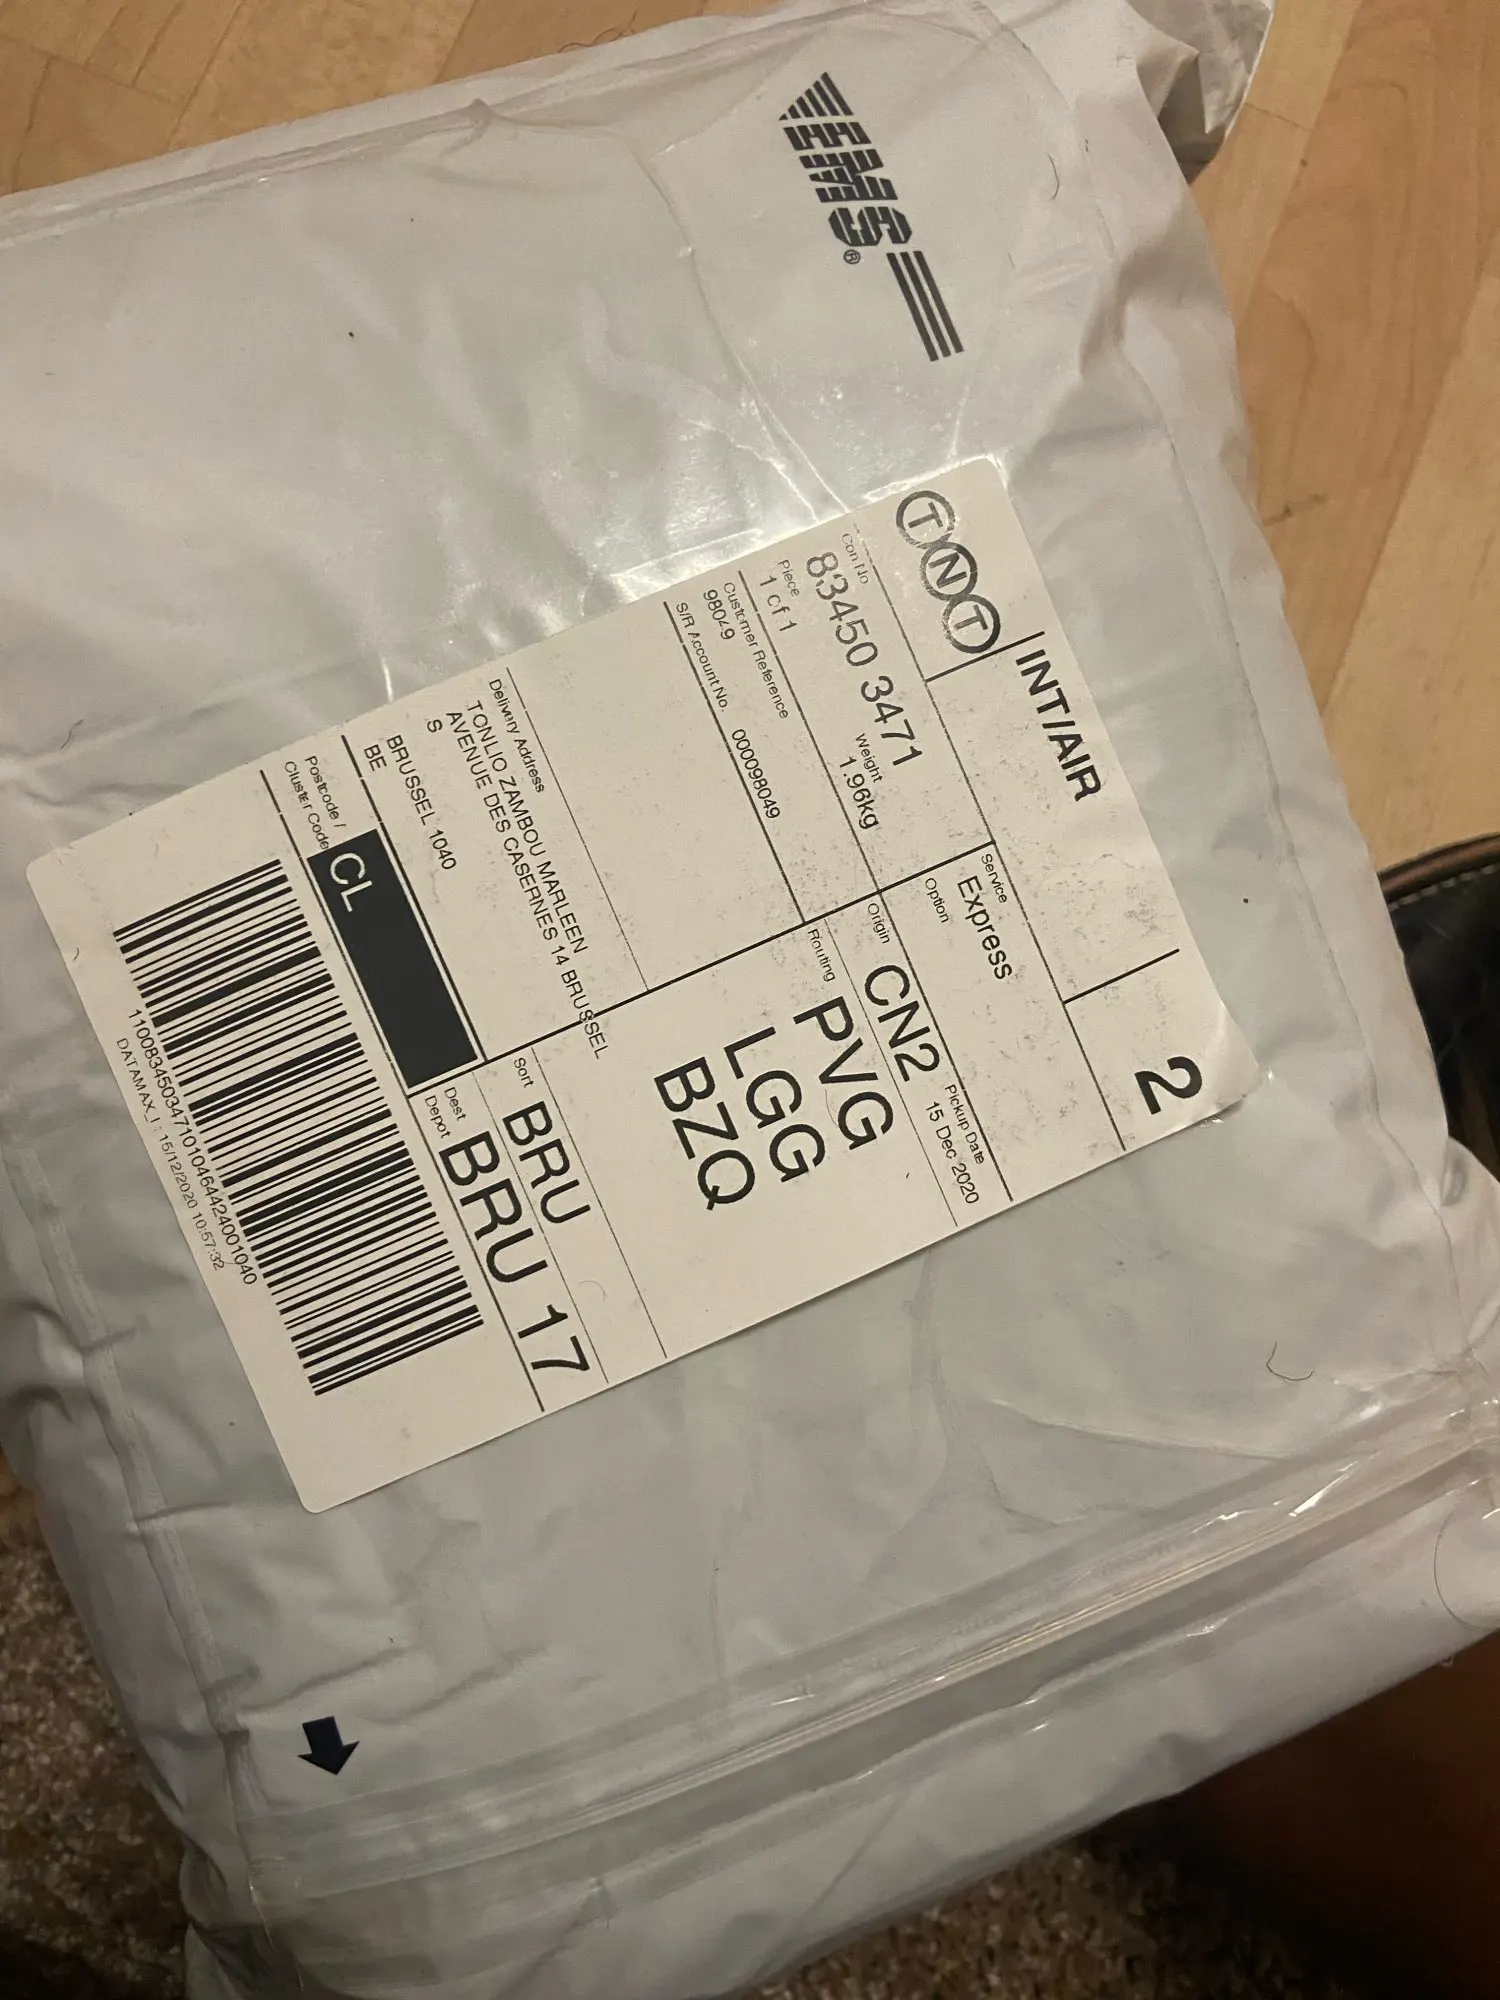 EMS®
TNT
INT/AIR
2
Con No
83450 3471
Service
Express
Piece
1 of 1
Weight
1.96kg
Option
Customer Reference
98049
Origin
CN2
Pickup Date
15 Dec 2020
S/R Account No. 000098049
Routing
PVG
LGG
BZQ
Delivery Address
TONLIO ZAMBOU MARLEEN
AVENUE DES CASERNES 14 BRUSSEL
S
BRUSSEL 1040
BE
Sort
BRU
Postcode /
Cluster Code
CL
Dest
Depot
BRU 17
1100834503471010464424001040
DATAMAX_I : 15/12/2020 10:57:32